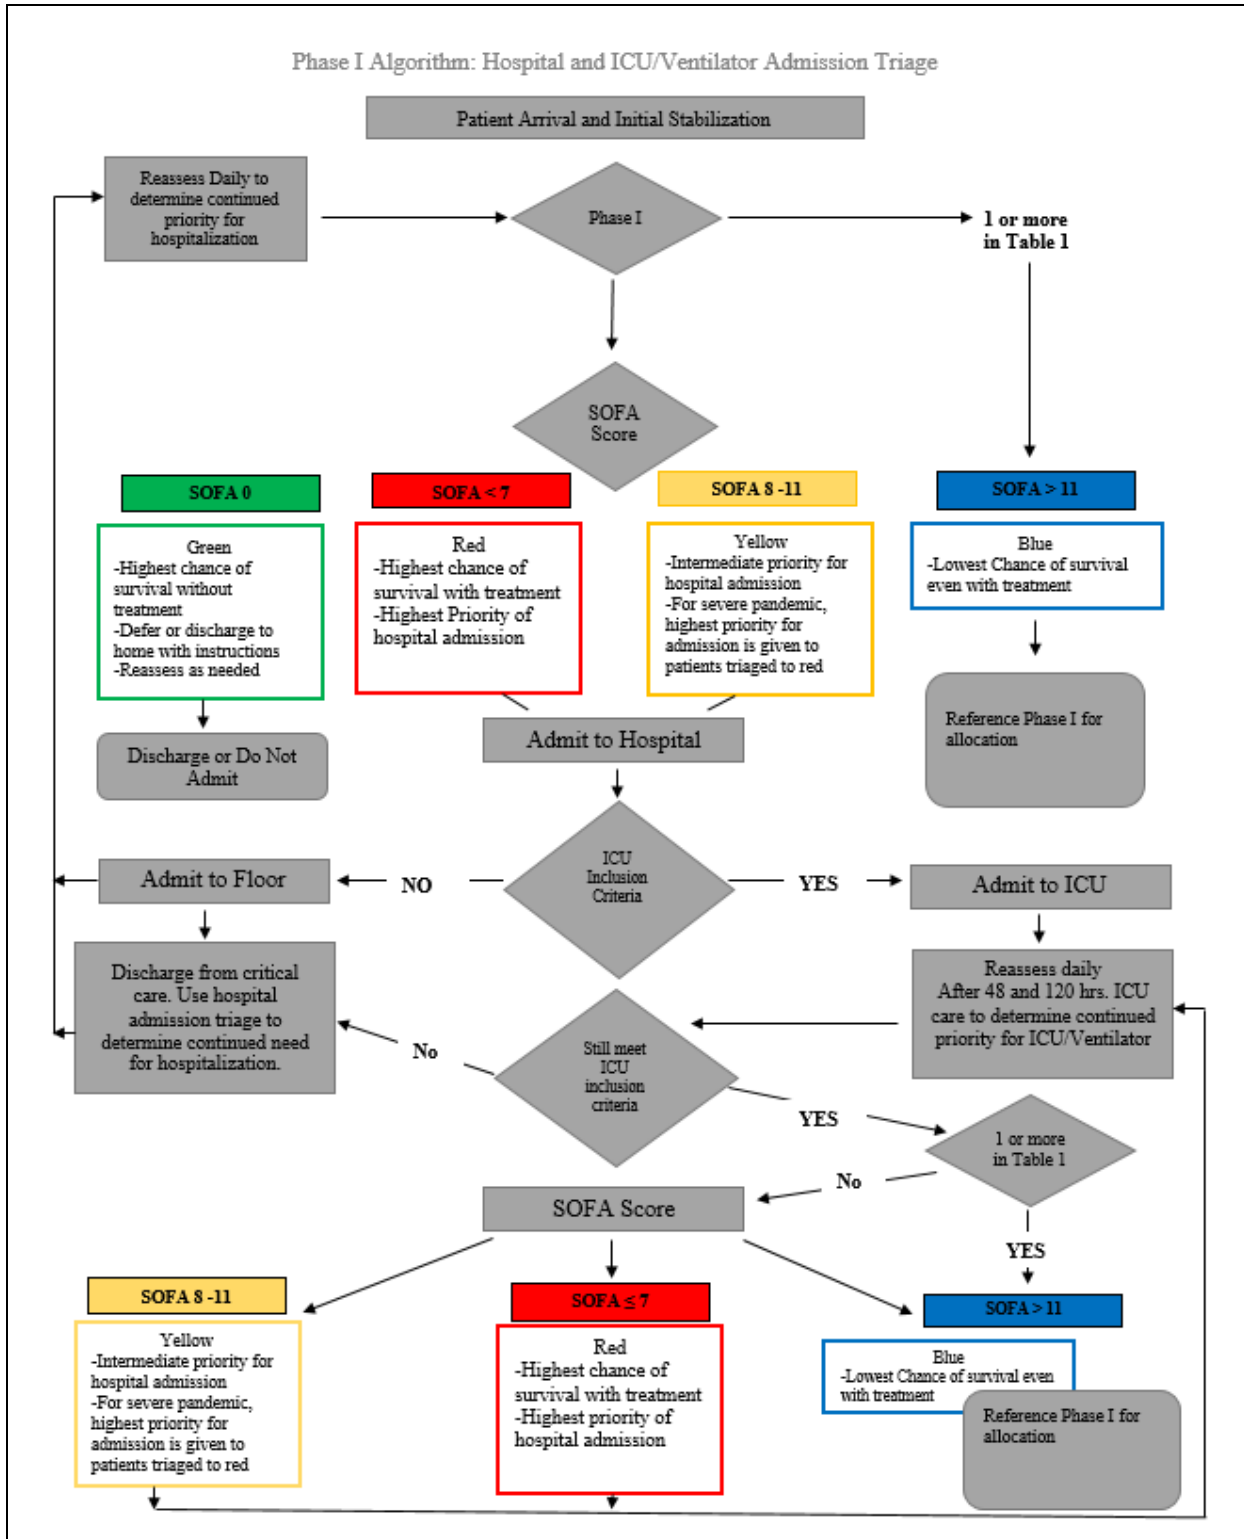 Phase I Algorithm: Hospital and ICU/Ventilator Admission Triage
Patient Arrival and Initial Stabilization
Reassess Daily to
determine continued
priority for
hospitalization
Phase I
1 or more
in Table 1
SOFA
Score
SOFA 0
Green
-Highest chance of
survival without
treatment
-Defer or discharge to
home with instructions
-Reassess as needed
SOFA < 7
Red
-Highest chance of
survival with treatment
-Highest Priority of
hospital admission
SOFA 8 -11
Yellow
-Intermediate priority for
hospital admission
-For severe pandemic,
highest priority for
admission is given to
patients triaged to red
SOFA > 11
Blue
-Lowest Chance of survival
even with treatment
Discharge or Do Not
Admit
Admit to Hospital
Reference Phase I for
allocation
Admit to Floor
NO
ICU
Inclusion
Criteria
YES
Admit to ICU
Discharge from critical
care. Use hospital
admission triage to
determine continued need
for hospitalization.
No
Still meet
ICU
inclusion
criteria
Reassess daily
After 48 and 120 hrs. ICU
care to determine continued
priority for ICU/Ventilator
YES
1 or more
in Table 1
No
SOFA Score
YES
SOFA 8 -11
Yellow
-Intermediate priority for
hospital admission
-For severe pandemic,
highest priority for
admission is given to
patients triaged to red
SOFA ≤ 7
Red
-Highest chance of
survival with treatment
-Highest priority of
hospital admission
SOFA > 11
Blue
-Lowest Chance of survival even
with treatment
Reference Phase I for
allocation